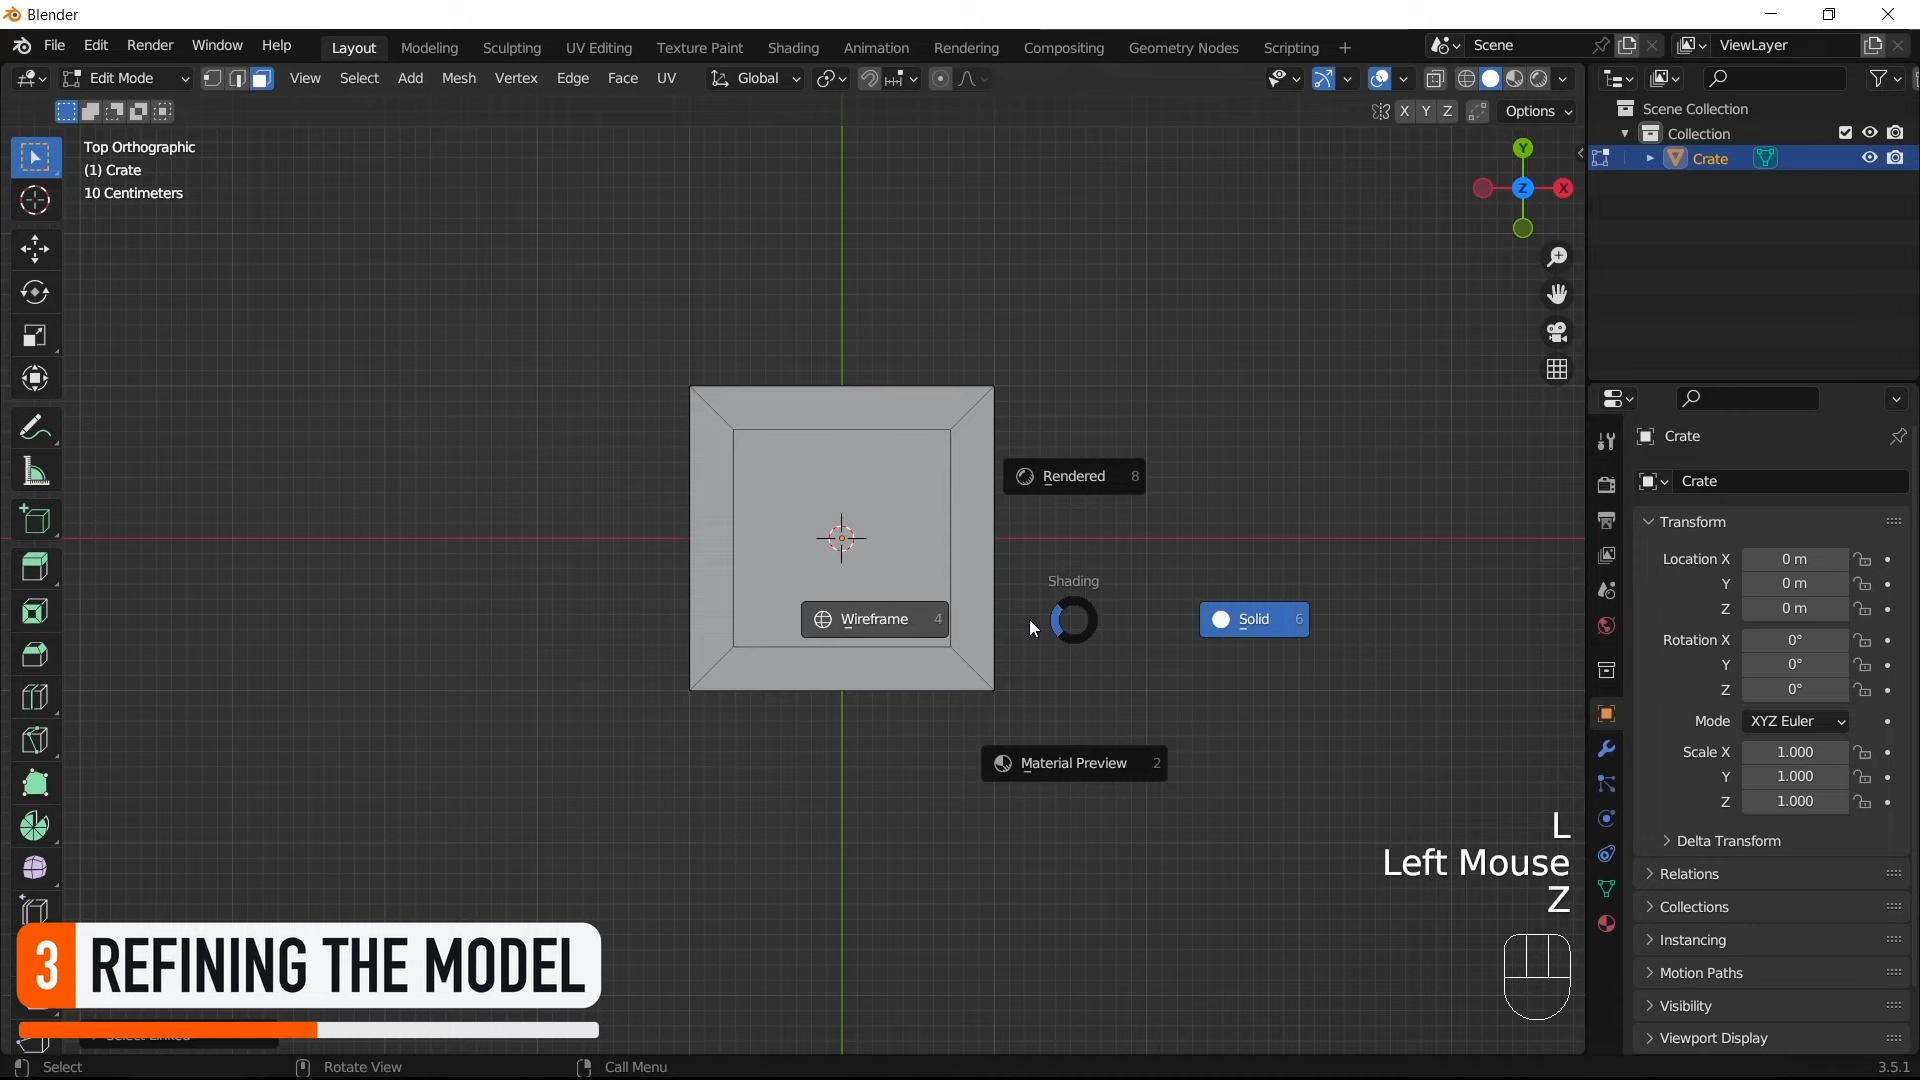 Blender
File Edit Render Window Help Layout Modeling Sculpting UV Editing Texture Paint Shading Animation Rendering Compositing Geometry Nodes Scripting + Scene ViewLayer
Edit Mode View Select Add Mesh Vertex Edge Face UV Global
X Y Z Options
Scene Collection
Collection
Crate
Top Orthographic
(1) Crate
10 Centimeters
Y
Z X
Rendered 8
Shading
Wireframe 4
Solid 6
Material Preview 2
Crate
Crate
Transform
Location X 0 m
Y 0 m
Z 0 m
Rotation X 0°
Y 0°
Z 0°
Mode XYZ Euler
Scale X 1.000
Y 1.000
Z 1.000
Delta Transform
Relations
Collections
Instancing
Motion Paths
Visibility
Viewport Display
L
Left Mouse
Z
3 REFINING THE MODEL
Select Linked
Select Rotate View Call Menu 3.5.1